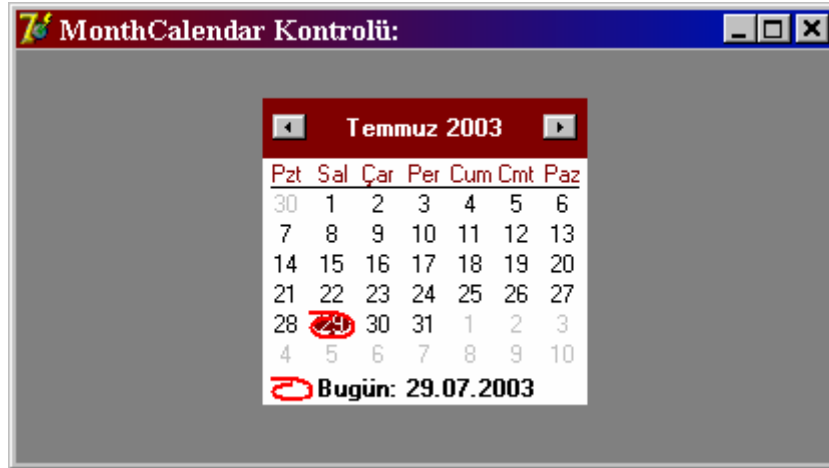 MonthCalendar Kontrolü:
Temmuz 2003
Pzt Sal Çar Per Cum Cmt Paz
30 1 2 3 4 5 6
7 8 9 10 11 12 13
14 15 16 17 18 19 20
21 22 23 24 25 26 27
28 29 30 31 1 2 3
4 5 6 7 8 9 10
Bugün: 29.07.2003